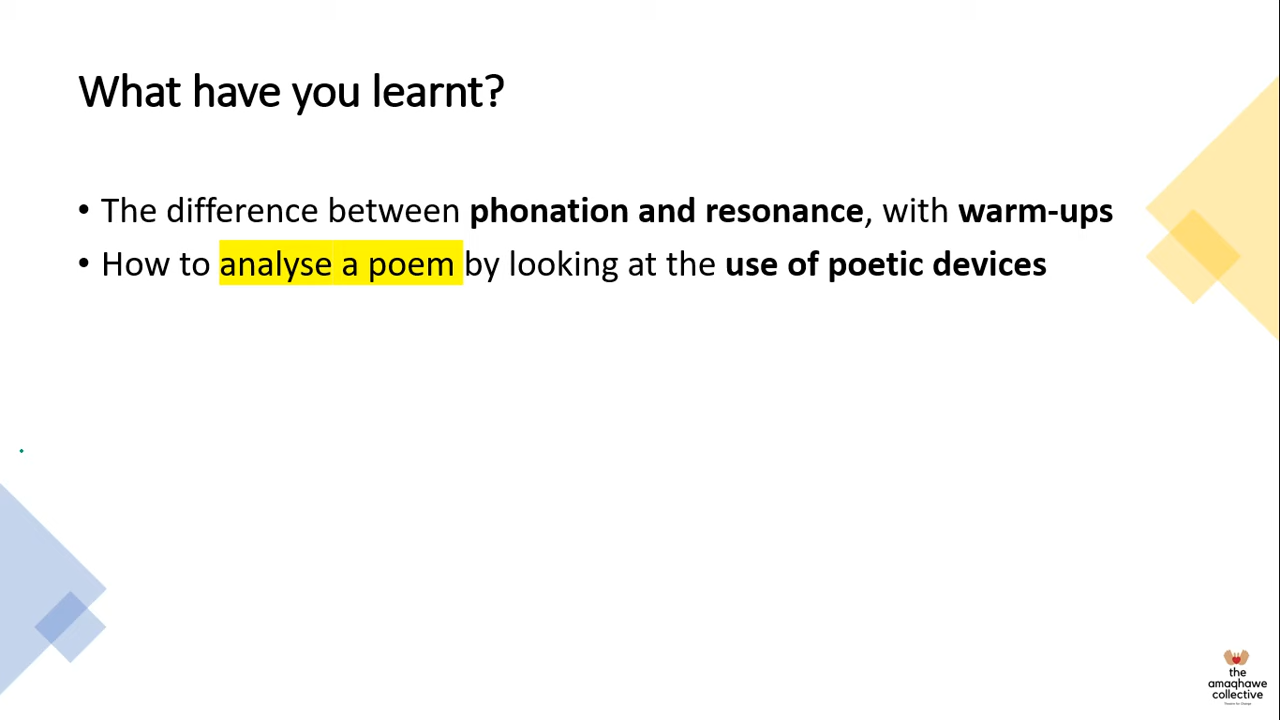 What have you learnt?
• The difference between phonation and resonance, with warm-ups
• How to analyse a poem by looking at the use of poetic devices
the
amaqhawe
collective